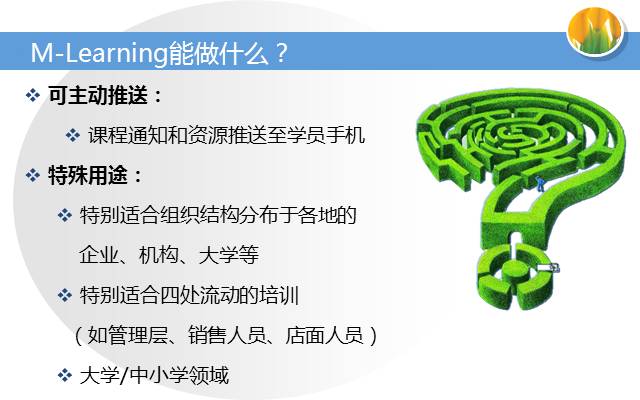 M-Learning能做什么？
可主动推送：
课程通知和资源推送至学员手机
特殊用途：
特别适合组织结构分布于各地的
企业、机构、大学等
特别适合四处流动的培训
（如管理层、销售人员、店面人员）
大学/中小学领域